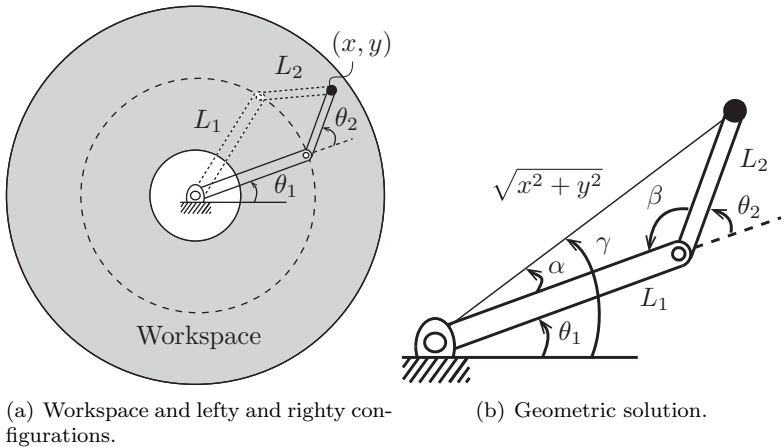 (x, y)
L₂
L₁
θ₂
θ₁
Workspace
(a) Workspace and lefty and righty con-
figurations.
√x² + y²
L₂
β
θ₂
γ
α
L₁
θ₁
(b) Geometric solution.